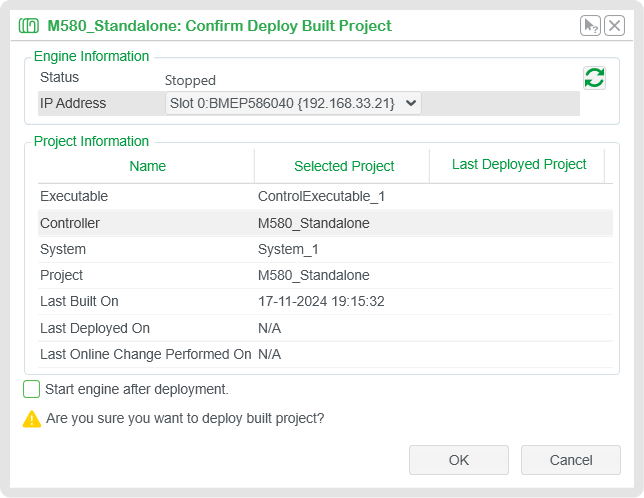 M580_Standalone: Confirm Deploy Built Project
Engine Information
Status Stopped
IP Address Slot 0:BMEP586040 {192.168.33.21}
Project Information
Name Selected Project Last Deployed Project
Executable ControlExecutable_1
Controller M580_Standalone
System System_1
Project M580_Standalone
Last Built On 17-11-2024 19:15:32
Last Deployed On N/A
Last Online Change Performed On N/A
Start engine after deployment.
Are you sure you want to deploy built project?
OK Cancel